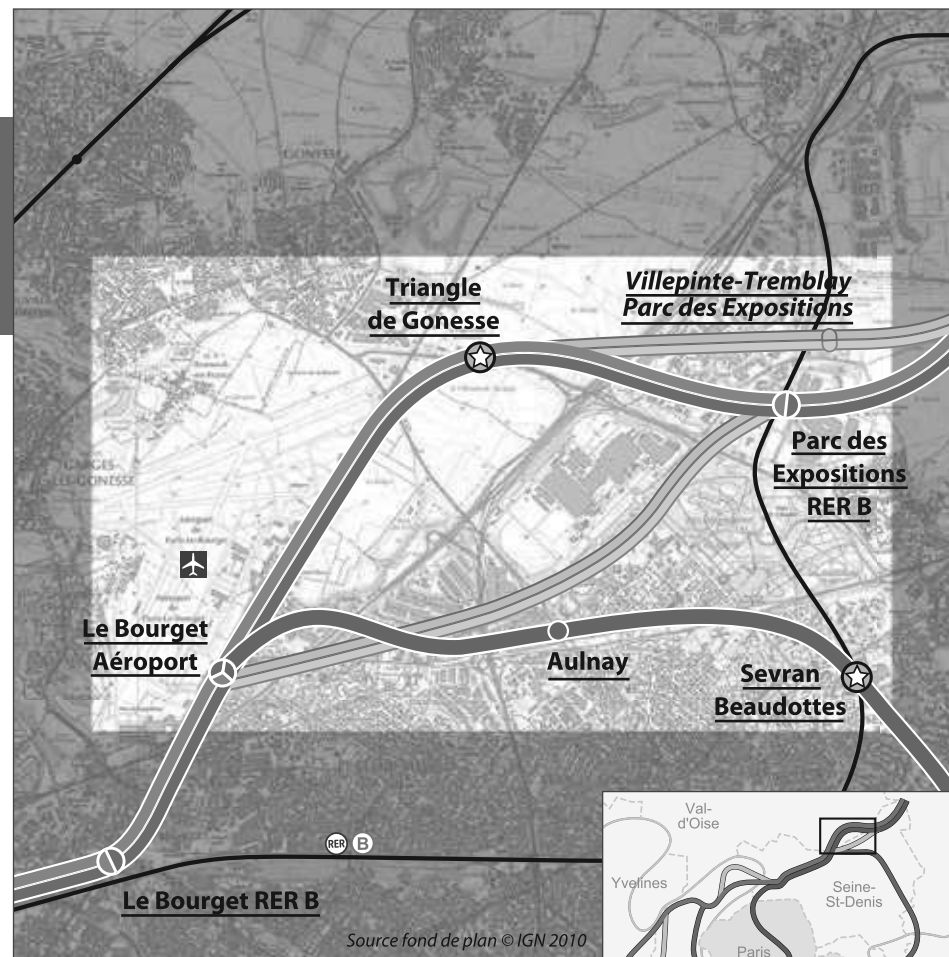 GONESSE
Triangle
de Gonesse
Villepinte-Tremblay
Parc des Expositions
Parc des
Expositions
RER B
Le Bourget
Aéroport
Aulnay
Sevran
Beaudottes
RER B
Le Bourget RER B
Source fond de plan © IGN 2010
Val-
d'Oise
Yvelines
Seine-
St-Denis
Paris